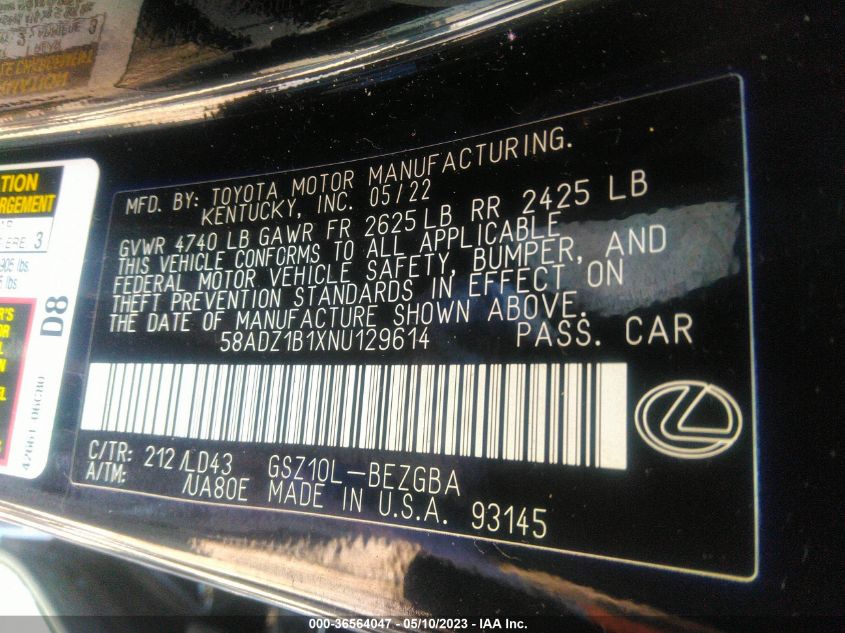 MFD. BY: TOYOTA MOTOR MANUFACTURING.
KENTUCKY, INC. 05/22
GVWR 4740 LB GAWR FR 2625 LB RR 2425 LB
THIS VEHICLE CONFORMS TO ALL APPLICABLE
FEDERAL MOTOR VEHICLE SAFETY, BUMPER, AND
THEFT PREVENTION STANDARDS IN EFFECT ON
THE DATE OF MANUFACTURE SHOWN ABOVE.
58ADZ1B1XNU129614 PASS. CAR
C/TR: 212/LD43 GSZ10L-BEZGBA
A/TM: /UA80E MADE IN U.S.A. 93145
D8
3
000-36564047 - 05/10/2023 - IAA Inc.